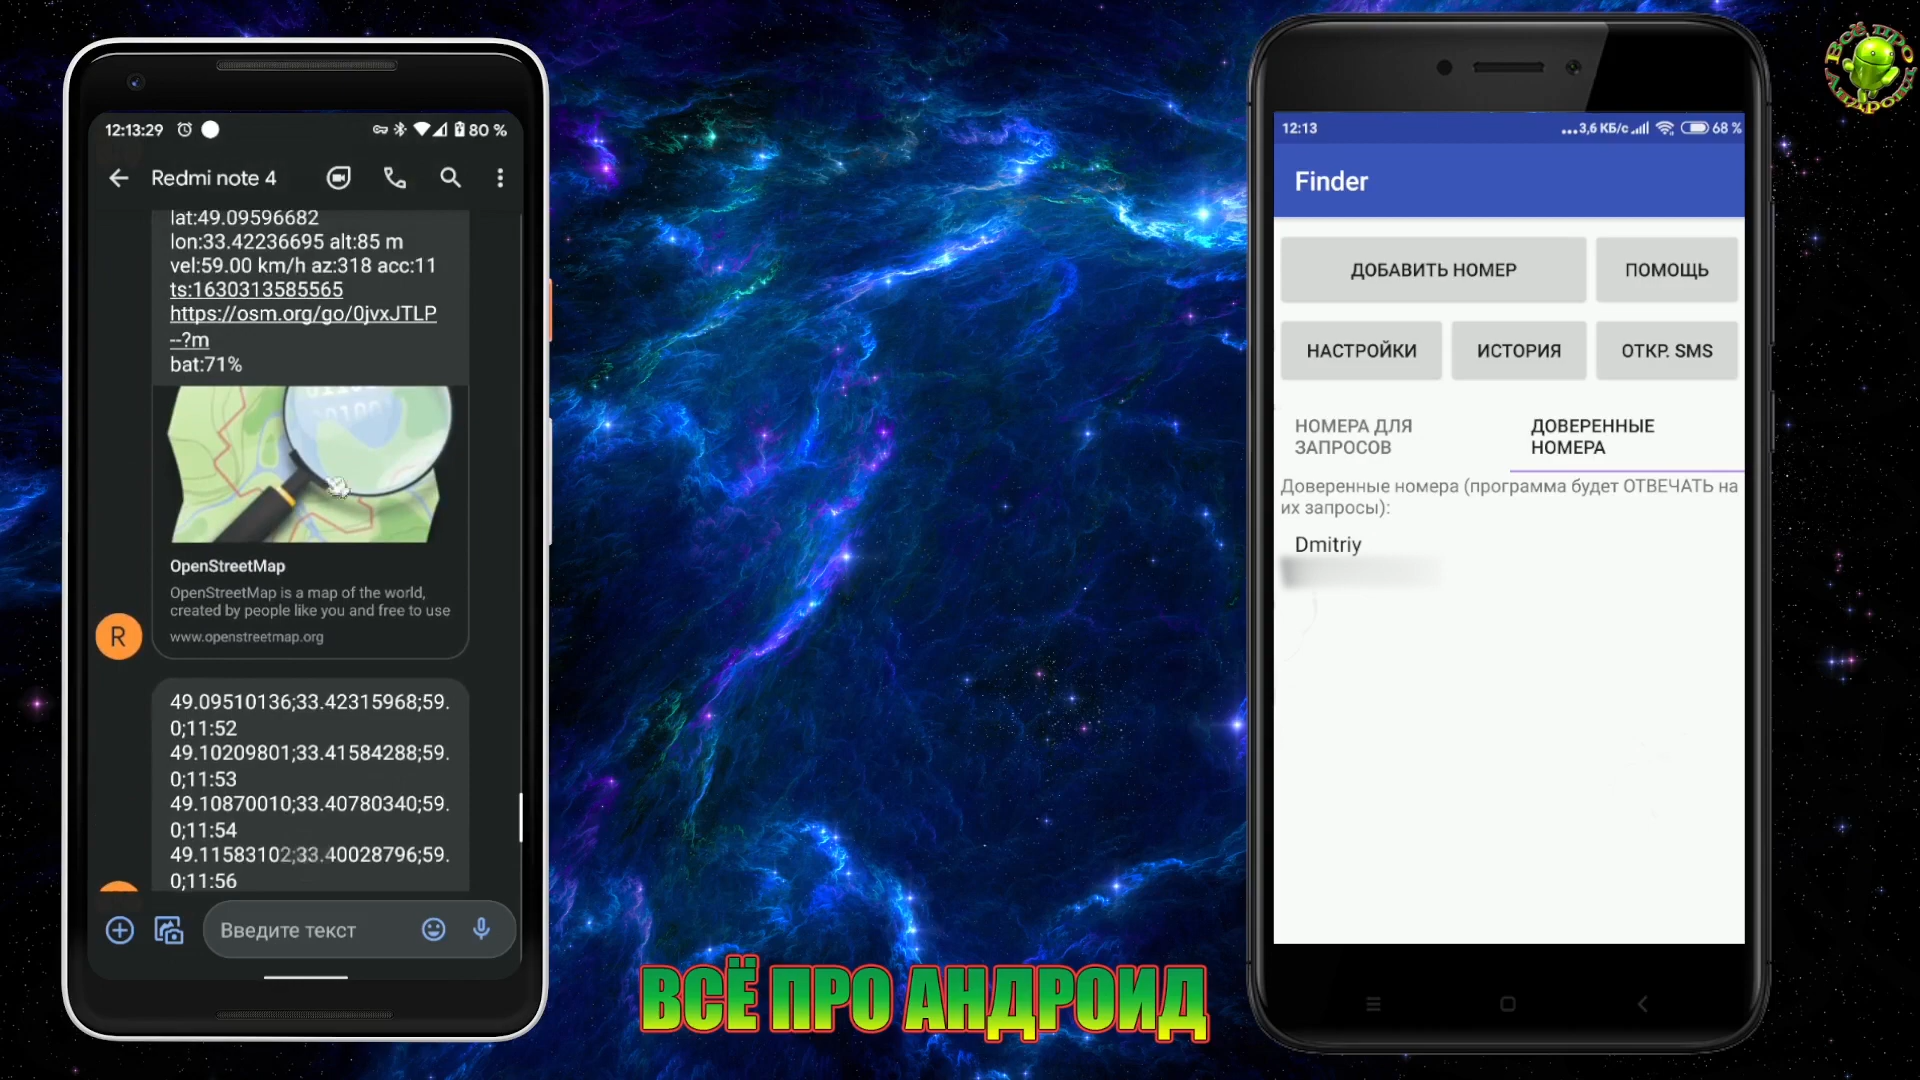 12:13:29
80 %
Redmi note 4
lat:49.09596682
lon:33.42236695 alt:85 m
vel:59.00 km/h az:318 acc:11
ts:1630313585565
https://osm.org/go/0jvxJTLP
--?m
bat:71%
OpenStreetMap
OpenStreetMap is a map of the world,
created by people like you and free to use
www.openstreetmap.org
R
49.09510136;33.42315968;59.
0;11:52
49.10209801;33.41584288;59.
0;11:53
49.10870010;33.40780340;59.
0;11:54
49.11583102;33.40028796;59.
0;11:56
Введите текст
ВСЁ ПРО АНДРОИД
12:13
...3,6 КБ/с
68 %
Finder
ДОБАВИТЬ НОМЕР
ПОМОЩЬ
НАСТРОЙКИ
ИСТОРИЯ
ОТКР. SMS
НОМЕРА ДЛЯ
ЗАПРОСОВ
ДОВЕРЕННЫЕ
НОМЕРА
Доверенные номера (программа будет ОТВЕЧАТЬ на
их запросы):
Dmitriy
Всё про
Андроид